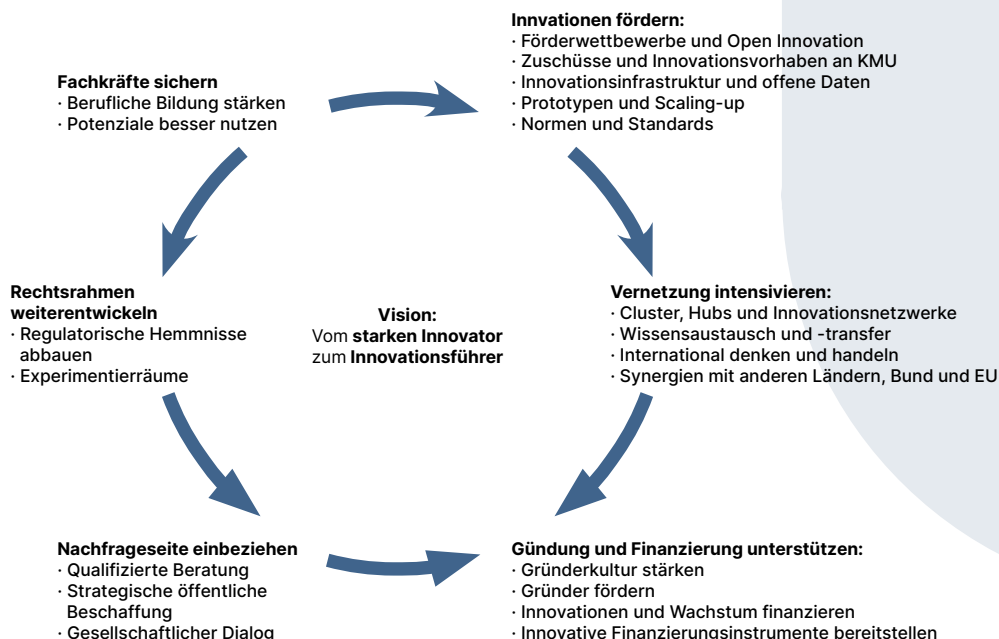 Innvationen fördern:
· Förderwettbewerbe und Open Innovation
· Zuschüsse und Innovationsvorhaben an KMU
· Innovationsinfrastruktur und offene Daten
· Prototypen und Scaling-up
· Normen und Standards
Fachkräfte sichern
· Berufliche Bildung stärken
· Potenziale besser nutzen
Rechtsrahmen
weiterentwickeln
· Regulatorische Hemmnisse
abbauen
· Experimentierräume
Vision:
Vom starken Innovator
zum Innovationsführer
Vernetzung intensivieren:
· Cluster, Hubs und Innovationsnetzwerke
· Wissensaustausch und -transfer
· International denken und handeln
· Synergien mit anderen Ländern, Bund und EU
Nachfrageseite einbeziehen
· Qualifizierte Beratung
· Strategische öffentliche
Beschaffung
· Gesellschaftlicher Dialog
Gündung und Finanzierung unterstützen:
· Gründerkultur stärken
· Gründer fördern
· Innovationen und Wachstum finanzieren
· Innovative Finanzierungsinstrumente bereitstellen